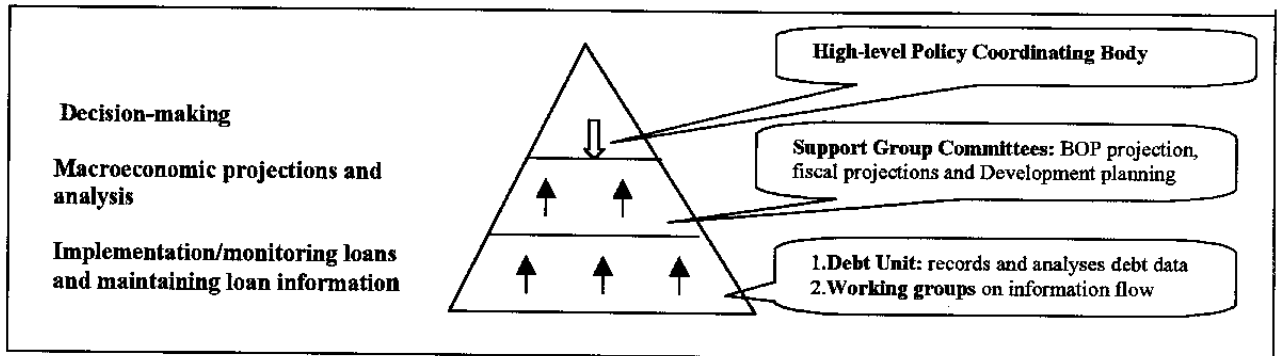 High-level Policy Coordinating Body
Decision-making
Support Group Committees: BOP projection,
fiscal projections and Development planning
Macroeconomic projections and
analysis
Implementation/monitoring loans
and maintaining loan information
1.Debt Unit: records and analyses debt data
2.Working groups on information flow